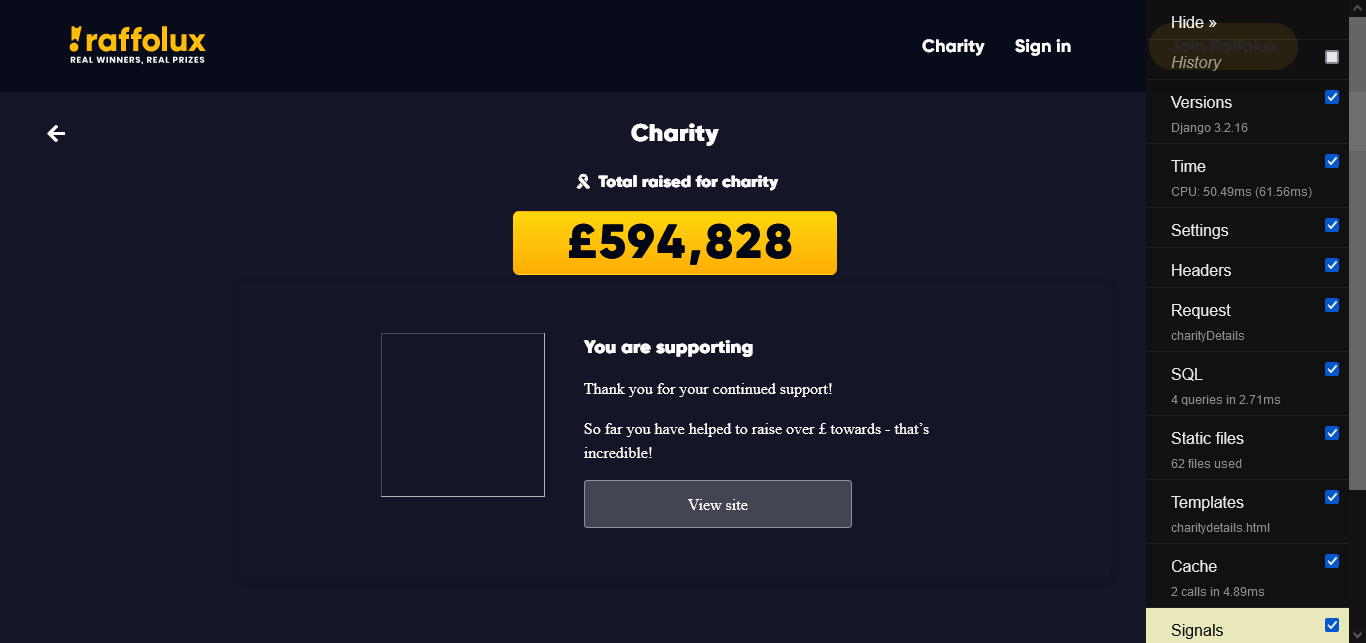 raffolux
REAL WINNERS, REAL PRIZES
Charity
Sign in
Join Raffolux
Charity
Total raised for charity
£594,828
You are supporting
Thank you for your continued support!
So far you have helped to raise over £ towards - that’s
incredible!
View site
Hide »
History
Versions
Django 3.2.16
Time
CPU: 50.49ms (61.56ms)
Settings
Headers
Request
charityDetails
SQL
4 queries in 2.71ms
Static files
62 files used
Templates
charitydetails.html
Cache
2 calls in 4.89ms
Signals